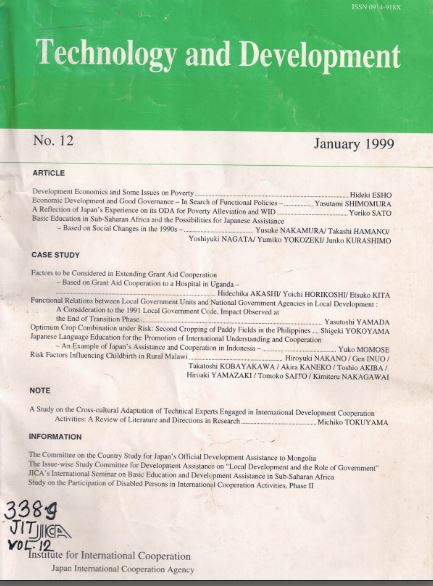 ISSN 0914-918X
Technology and Development
No. 12 January 1999
ARTICLE
Development Economics and Some Issues on Poverty Hideki ESHO
Economic Development and Good Governance – In Search of Functional Policies – Yasutami SHIMOMURA
A Reflection of Japan's Experience on its ODA for Poverty Alleviation and WID Yuriko SATO
Basic Education in Sub-Saharan Africa and the Possibilities for Japanese Assistance
– Based on Social Changes in the 1990s – Yusuke NAKAMURA/ Takashi HAMANO/
Yoshiyuki NAGATA/ Yumiko YOKOZEKI/ Junko KURASHIMO
CASE STUDY
Factors to be Considered in Extending Grant Aid Cooperation
– Based on Grant Aid Cooperation to a Hospital in Uganda –
Hidechika AKASHI/ Yoichi HORIKOSHI/ Etsuko KITA
Functional Relations between Local Government Units and National Government Agencies in Local Development :
A Consideration to the 1991 Local Government Code, Impact Observed at
the End of Transition Phase Yasutoshi YAMADA
Optimum Crop Combination under Risk: Second Cropping of Paddy Fields in the Philippines Shigeki YOKOYAMA
Japanese Language Education for the Promotion of International Understanding and Cooperation
– An Example of Japan's Assistance and Cooperation in Indonesia – Yuko MOMOSE
Risk Factors Influencing Childbirth in Rural Malawi Hiroyuki NAKANO / Gen INUO /
Takatoshi KOBAYAKAWA / Akira KANEKO / Toshio AKIBA /
Hiroaki YAMAZAKI / Tomoko SAITO / Kimiteru NAKAGAWAI
NOTE
A Study on the Cross-cultural Adaptation of Technical Experts Engaged in International Development Cooperation
Activities: A Review of Literature and Directions in Research Michiko TOKUYAMA
INFORMATION
The Committee on the Country Study for Japan's Official Development Assistance to Mongolia
The Issue-wise Study Committee for Development Assistance on "Local Development and the Role of Government"
JICA's International Seminar on Basic Education and Development Assistance in Sub-Saharan Africa
Study on the Participation of Disabled Persons in International Cooperation Activities, Phase II
338.9
JIT JICA
VOL. 12
Institute for International Cooperation
Japan International Cooperation Agency